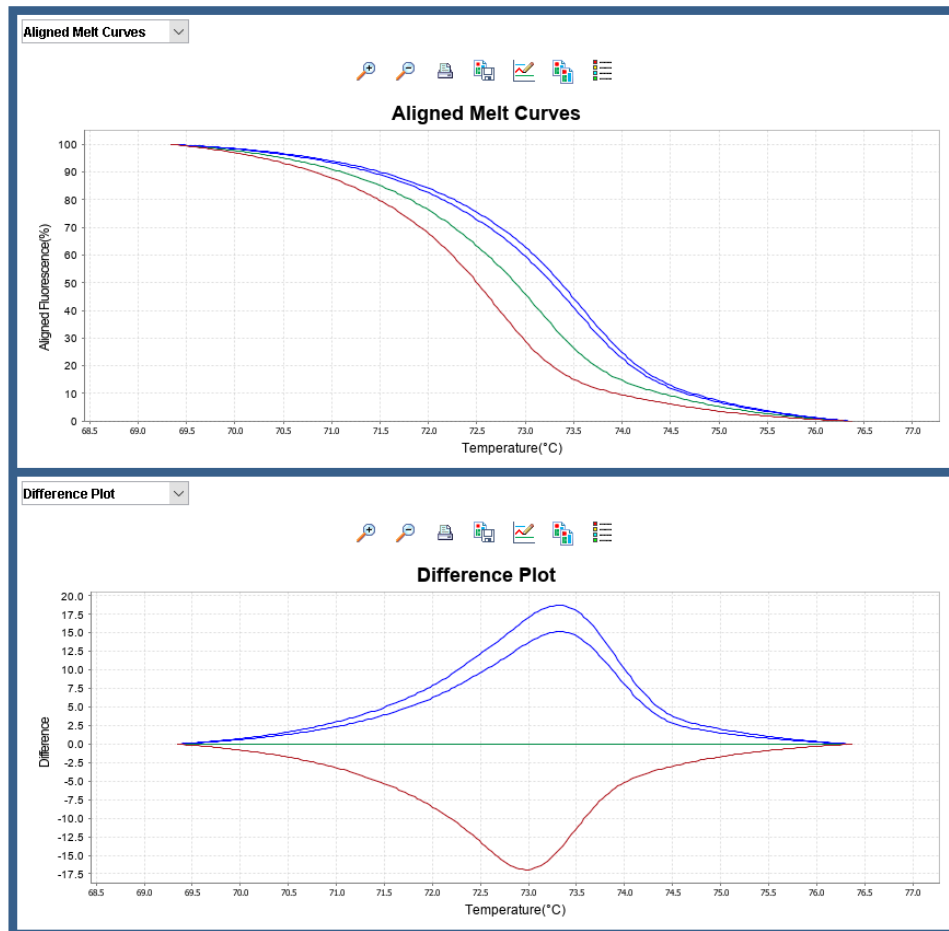 Aligned Melt Curves
Aligned Melt Curves
100
90
80
70
60
50
40
30
20
10
0
Aligned Fluorescence(%)
68.5 69.0 69.5 70.0 70.5 71.0 71.5 72.0 72.5 73.0 73.5 74.0 74.5 75.0 75.5 76.0 76.5 77.0
Temperature(°C)
Difference Plot
Difference Plot
20.0
17.5
15.0
12.5
10.0
7.5
5.0
2.5
0.0
-2.5
-5.0
-7.5
-10.0
-12.5
-15.0
-17.5
Difference
68.5 69.0 69.5 70.0 70.5 71.0 71.5 72.0 72.5 73.0 73.5 74.0 74.5 75.0 75.5 76.0 76.5 77.0
Temperature(°C)